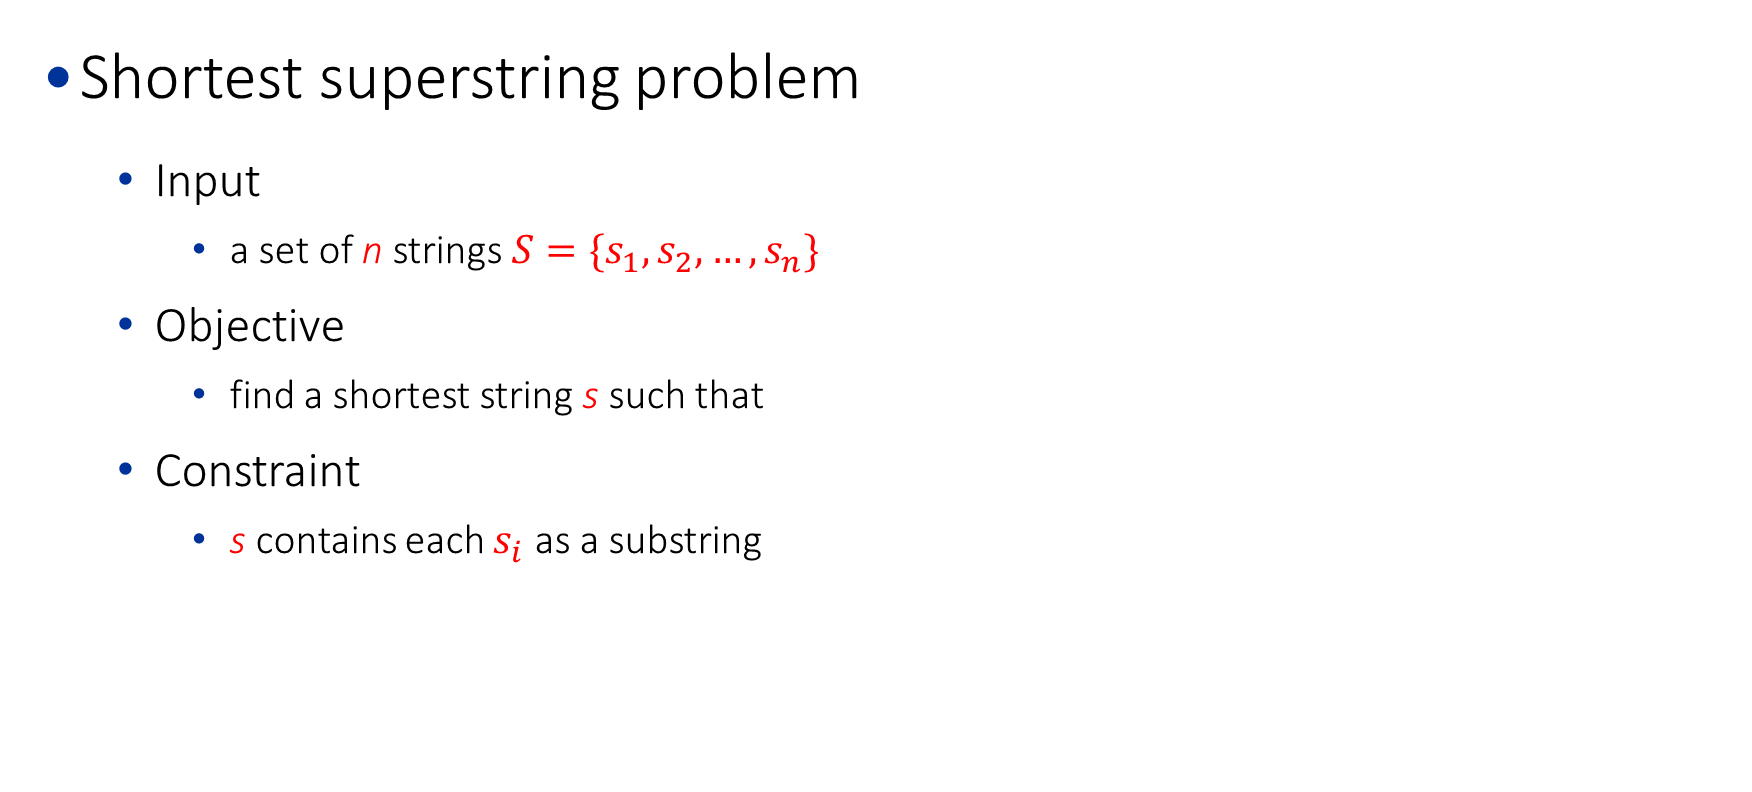 • Shortest superstring problem
• Input
• a set of n strings S = {s₁, s₂, … , sₙ}
• Objective
• find a shortest string s such that
• Constraint
• s contains each sᵢ as a substring